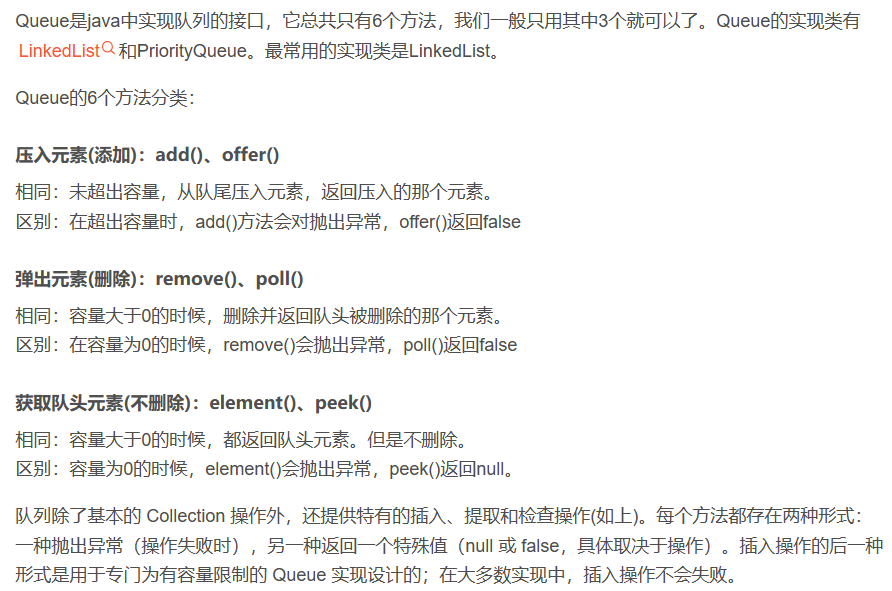 Queue是java中实现队列的接口，它总共只有6个方法，我们一般只用其中3个就可以了。Queue的实现类有
LinkedList和PriorityQueue。最常用的实现类是LinkedList。
Queue的6个方法分类：
压入元素(添加)：add()、offer()
相同：未超出容量，从队尾压入元素，返回压入的那个元素。
区别：在超出容量时，add()方法会对抛出异常，offer()返回false
弹出元素(删除)：remove()、poll()
相同：容量大于0的时候，删除并返回队头被删除的那个元素。
区别：在容量为0的时候，remove()会抛出异常，poll()返回false
获取队头元素(不删除)：element()、peek()
相同：容量大于0的时候，都返回队头元素。但是不删除。
区别：容量为0的时候，element()会抛出异常，peek()返回null。
队列除了基本的 Collection 操作外，还提供特有的插入、提取和检查操作(如上)。每个方法都存在两种形式：
一种抛出异常（操作失败时），另一种返回一个特殊值（null 或 false，具体取决于操作）。插入操作的后一种
形式是用于专门为有容量限制的 Queue 实现设计的；在大多数实现中，插入操作不会失败。